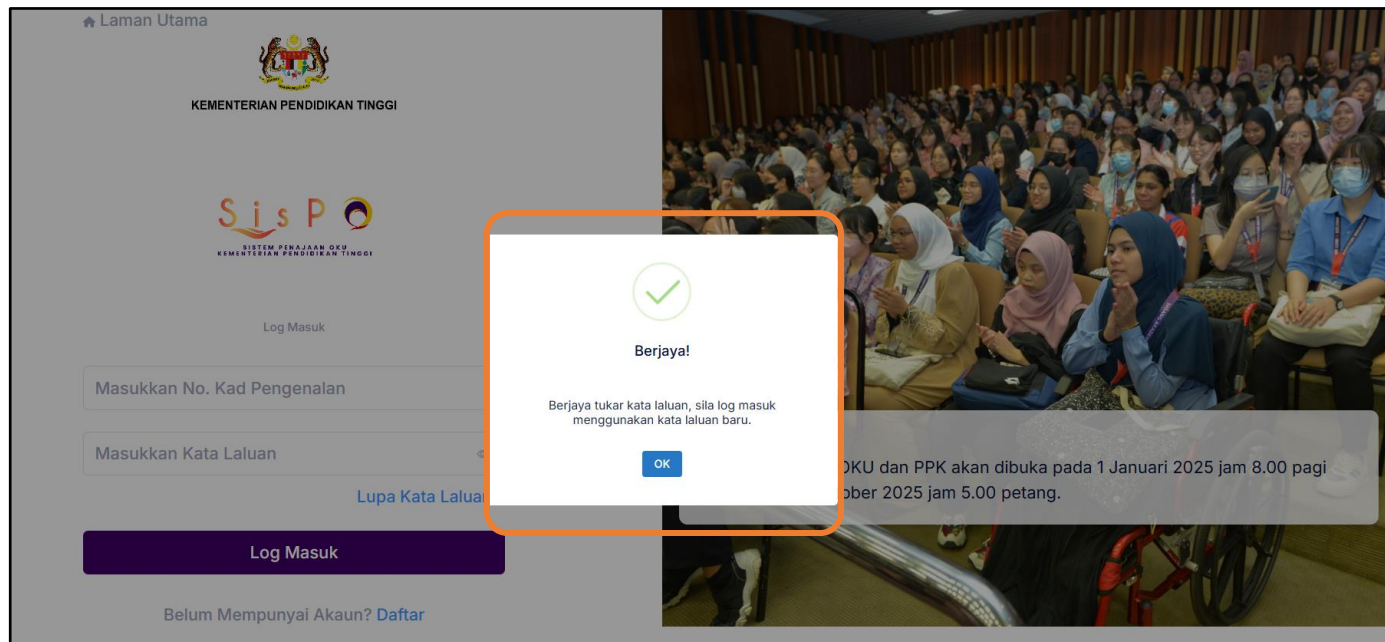 Laman Utama
KEMENTERIAN PENDIDIKAN TINGGI
SisPO
SISTEM PENAJAAN OKU
KEMENTERIAN PENDIDIKAN TINGGI
Log Masuk
Masukkan No. Kad Pengenalan
Masukkan Kata Laluan
Lupa Kata Laluan
Log Masuk
Belum Mempunyai Akaun? Daftar
Berjaya!
Berjaya tukar kata laluan, sila log masuk
menggunakan kata laluan baru.
OK
OKU dan PPK akan dibuka pada 1 Januari 2025 jam 8.00 pagi
2025 jam 5.00 petang.